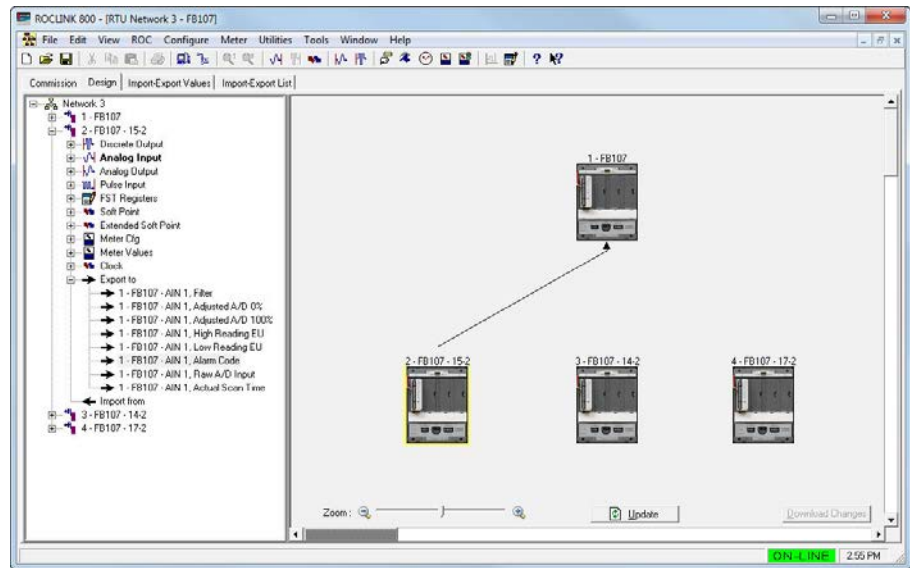 ROCLINK 800 - [RTU Network 3 - FB107]
File Edit View ROC Configure Meter Utilities Tools Window Help
Commission Design Import-Export Values Import-Export List
Network 3
1 - FB107
2 - FB107 - 15-2
Discrete Output
Analog Input
Analog Output
Pulse Input
FST Registers
Soft Point
Extended Soft Point
Meter Cfg
Meter Values
Clock
Export to
1 - FB107 - AIN 1, Filter
1 - FB107 - AIN 1, Adjusted A/D 0%
1 - FB107 - AIN 1, Adjusted A/D 100%
1 - FB107 - AIN 1, High Reading EU
1 - FB107 - AIN 1, Low Reading EU
1 - FB107 - AIN 1, Alarm Code
1 - FB107 - AIN 1, Raw A/D Input
1 - FB107 - AIN 1, Actual Scan Time
Import from
3 - FB107 - 14-2
4 - FB107 - 17-2
1 - FB107
2 - FB107 - 15-2 3 - FB107 - 14-2 4 - FB107 - 17-2
Zoom: Update Download Changes
ON-LINE 2:55 PM